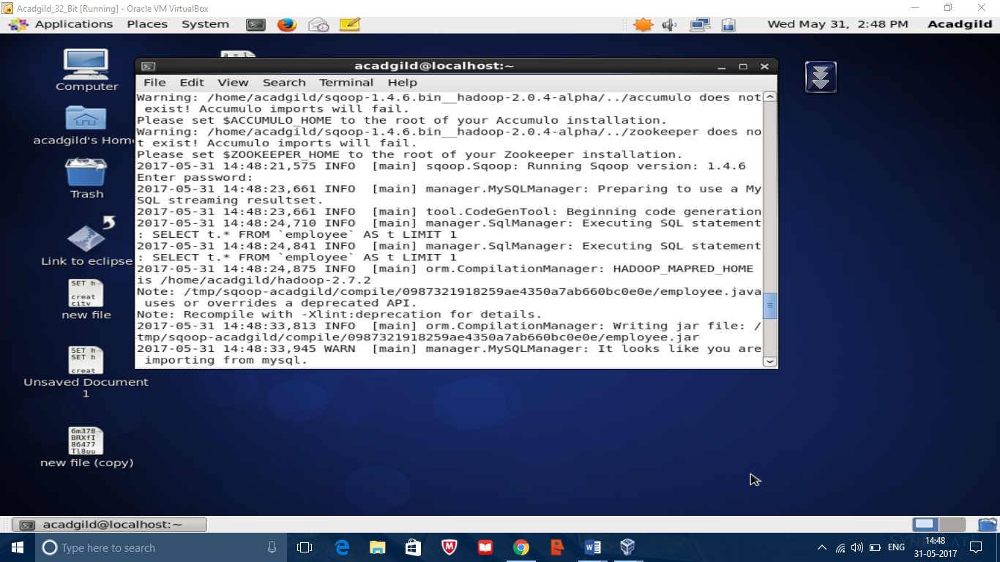 Acadgild_32_Bit [Running] - Oracle VM VirtualBox
Applications Places System
Wed May 31, 2:48 PM Acadgild
Computer
acadgild's Hom
Trash
Link to eclipse
SET h
creat
city
new file
SET h
SET h
creat
Unsaved Document
1
6m378
BRXfI
86477
Tl8uu
new file (copy)
acadgild@localhost:~
File Edit View Search Terminal Help
Warning: /home/acadgild/sqoop-1.4.6.bin__hadoop-2.0.4-alpha/../accumulo does not
exist! Accumulo imports will fail.
Please set $ACCUMULO_HOME to the root of your Accumulo installation.
Warning: /home/acadgild/sqoop-1.4.6.bin__hadoop-2.0.4-alpha/../zookeeper does no
t exist! Accumulo imports will fail.
Please set $ZOOKEEPER_HOME to the root of your Zookeeper installation.
2017-05-31 14:48:21,575 INFO  [main] sqoop.Sqoop: Running Sqoop version: 1.4.6
Enter password:
2017-05-31 14:48:23,661 INFO  [main] manager.MySQLManager: Preparing to use a My
SQL streaming resultset.
2017-05-31 14:48:23,661 INFO  [main] tool.CodeGenTool: Beginning code generation
2017-05-31 14:48:24,710 INFO  [main] manager.SqlManager: Executing SQL statement
: SELECT t.* FROM `employee` AS t LIMIT 1
2017-05-31 14:48:24,841 INFO  [main] manager.SqlManager: Executing SQL statement
: SELECT t.* FROM `employee` AS t LIMIT 1
2017-05-31 14:48:24,875 INFO  [main] orm.CompilationManager: HADOOP_MAPRED_HOME
is /home/acadgild/hadoop-2.7.2
Note: /tmp/sqoop-acadgild/compile/0987321918259ae4350a7ab660bc0e0e/employee.java
uses or overrides a deprecated API.
Note: Recompile with -Xlint:deprecation for details.
2017-05-31 14:48:33,813 INFO  [main] orm.CompilationManager: Writing jar file: /
tmp/sqoop-acadgild/compile/0987321918259ae4350a7ab660bc0e0e/employee.jar
2017-05-31 14:48:33,945 WARN  [main] manager.MySQLManager: It looks like you are
importing from mysql.
acadgild@localhost:~
Type here to search
ENG
14:48
31-05-2017